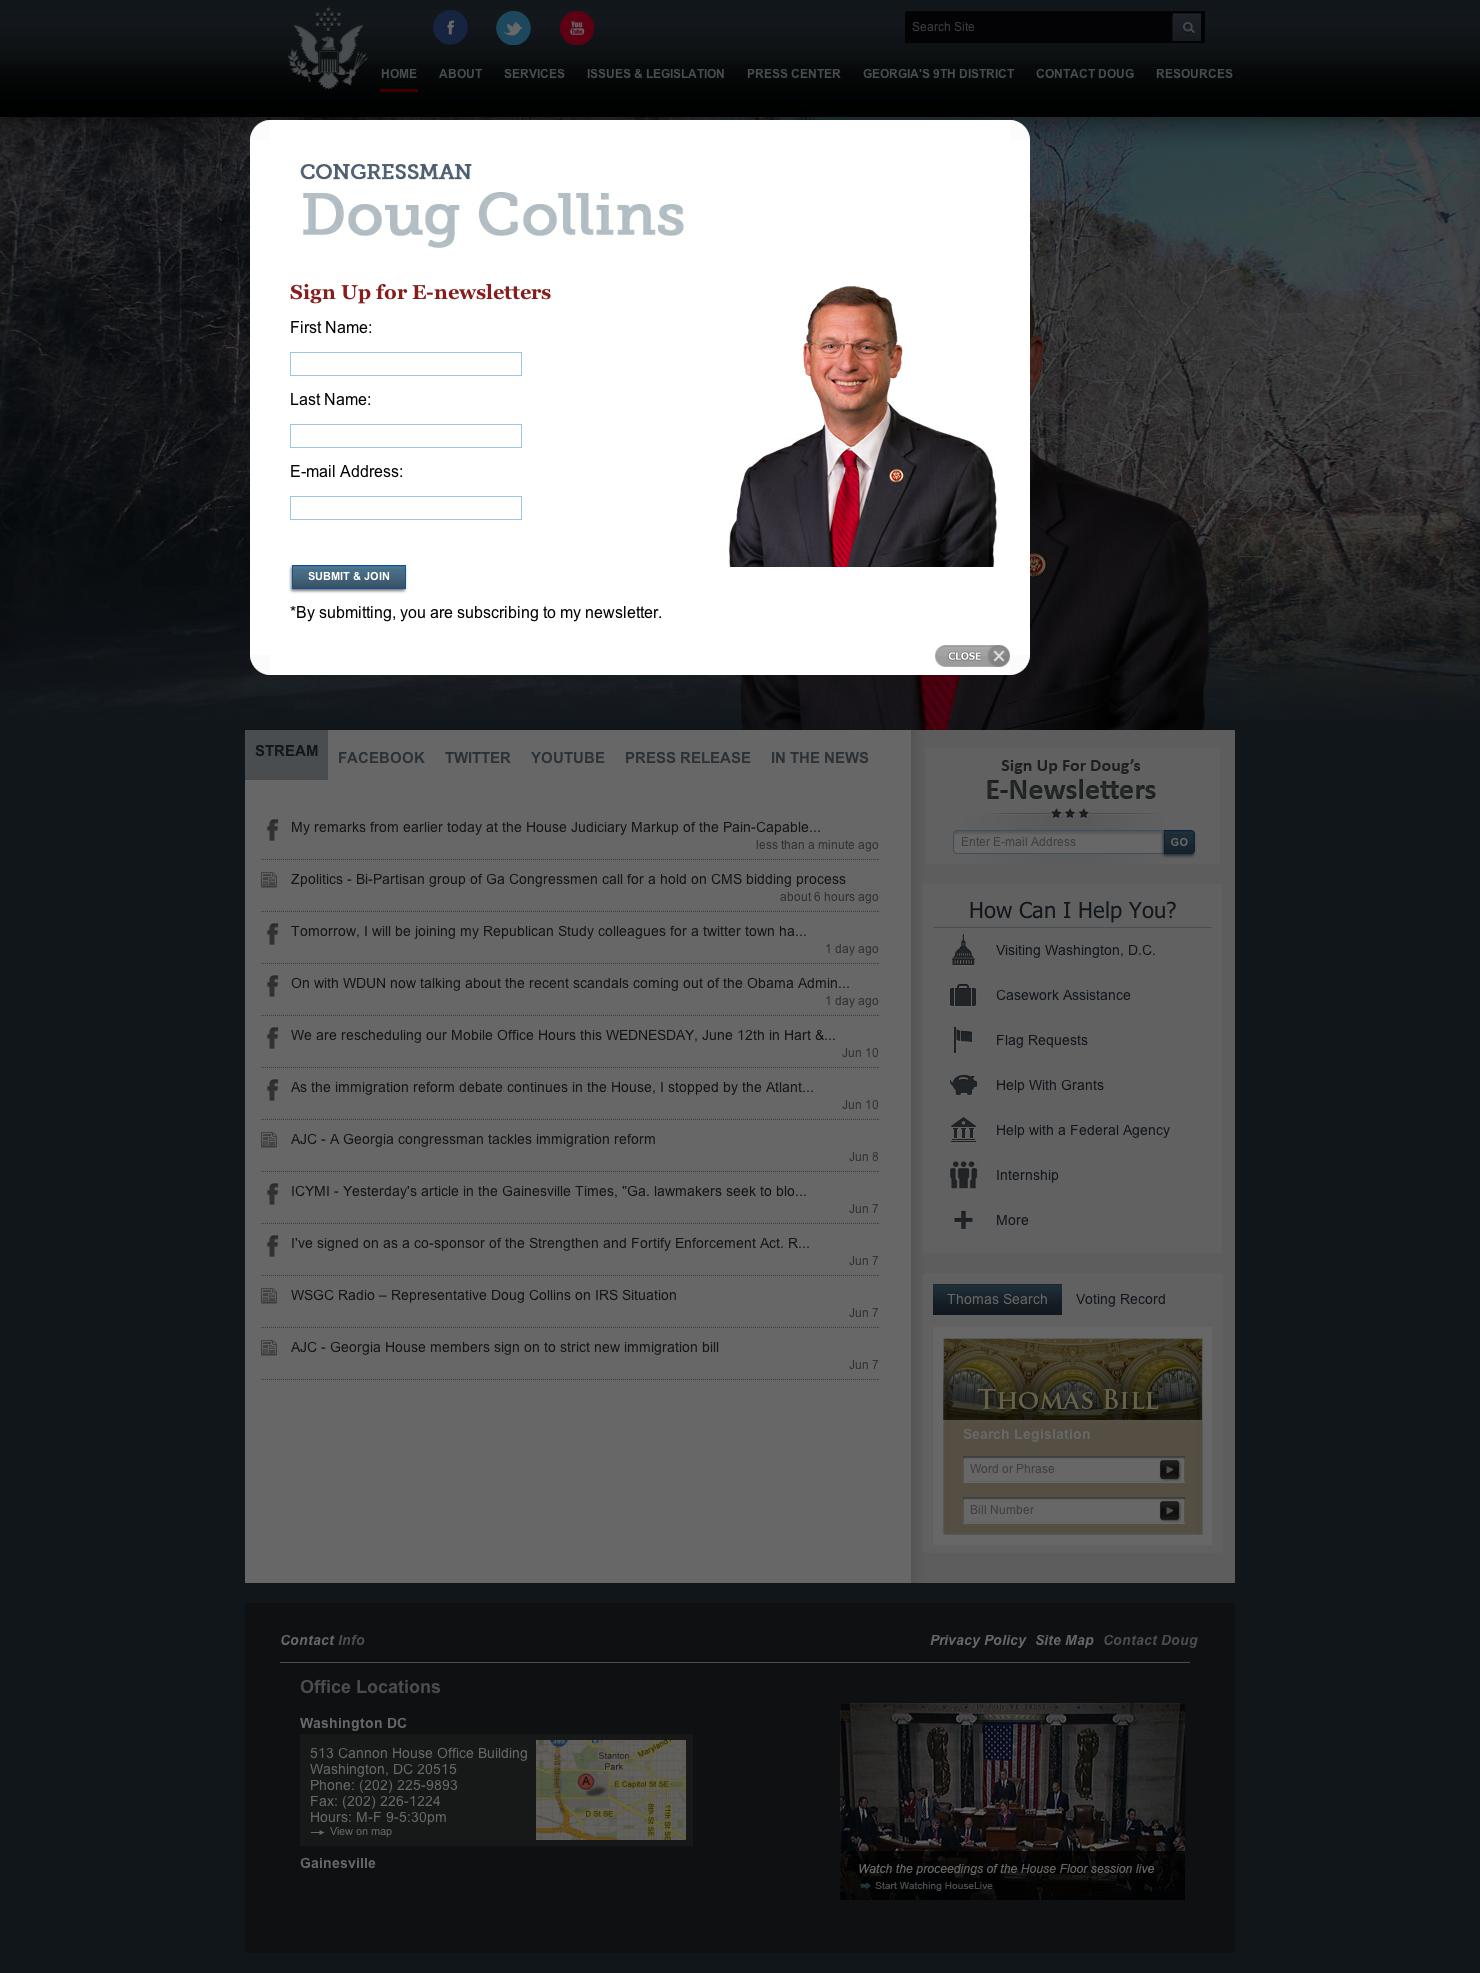 f
You
Tube
Search Site
HOME ABOUT SERVICES ISSUES & LEGISLATION PRESS CENTER GEORGIA'S 9TH DISTRICT CONTACT DOUG RESOURCES
CONGRESSMAN
Doug Collins
Sign Up for E-newsletters
First Name:
Last Name:
E-mail Address:
SUBMIT & JOIN
*By submitting, you are subscribing to my newsletter.
CLOSE
STREAM FACEBOOK TWITTER YOUTUBE PRESS RELEASE IN THE NEWS
My remarks from earlier today at the House Judiciary Markup of the Pain-Capable...
less than a minute ago
Zpolitics - Bi-Partisan group of Ga Congressmen call for a hold on CMS bidding process
about 6 hours ago
Tomorrow, I will be joining my Republican Study colleagues for a twitter town ha...
1 day ago
On with WDUN now talking about the recent scandals coming out of the Obama Admin...
1 day ago
We are rescheduling our Mobile Office Hours this WEDNESDAY, June 12th in Hart &...
Jun 10
As the immigration reform debate continues in the House, I stopped by the Atlant...
Jun 10
AJC - A Georgia congressman tackles immigration reform
Jun 8
ICYMI - Yesterday's article in the Gainesville Times, "Ga. lawmakers seek to blo...
Jun 7
I've signed on as a co-sponsor of the Strengthen and Fortify Enforcement Act. R...
Jun 7
WSGC Radio – Representative Doug Collins on IRS Situation
Jun 7
AJC - Georgia House members sign on to strict new immigration bill
Jun 7
Sign Up For Doug's
E-Newsletters
Enter E-mail Address GO
How Can I Help You?
Visiting Washington, D.C.
Casework Assistance
Flag Requests
Help With Grants
Help with a Federal Agency
Internship
More
Thomas Search Voting Record
THOMAS BILL
Search Legislation
Word or Phrase
Bill Number
Contact Info
Privacy Policy Site Map Contact Doug
Office Locations
Washington DC
513 Cannon House Office Building
Washington, DC 20515
Phone: (202) 225-9893
Fax: (202) 226-1224
Hours: M-F 9-5:30pm
View on map
Stanton
Park
Maryland
A
E Capitol St SE
D St SE
8th St SE
11th St SE
Gainesville
Watch the proceedings of the House Floor session live
Start Watching HouseLive